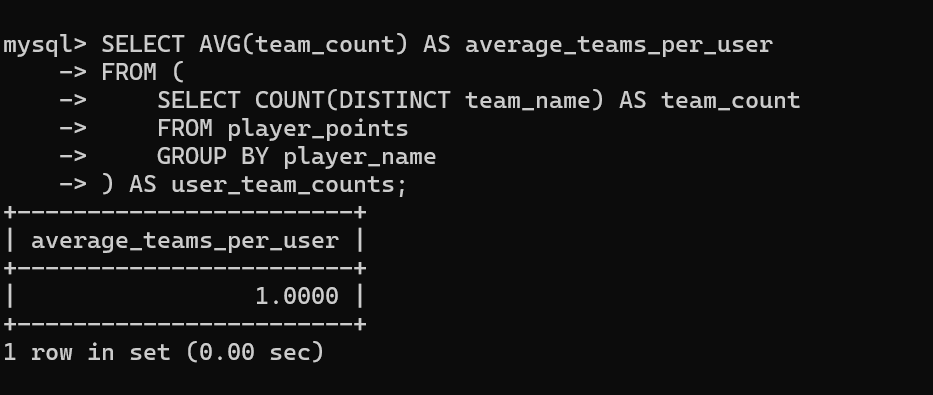 mysql> SELECT AVG(team_count) AS average_teams_per_user
    -> FROM (
    ->     SELECT COUNT(DISTINCT team_name) AS team_count
    ->     FROM player_points
    ->     GROUP BY player_name
    -> ) AS user_team_counts;
+------------------------+
| average_teams_per_user |
+------------------------+
|                 1.0000 |
+------------------------+
1 row in set (0.00 sec)